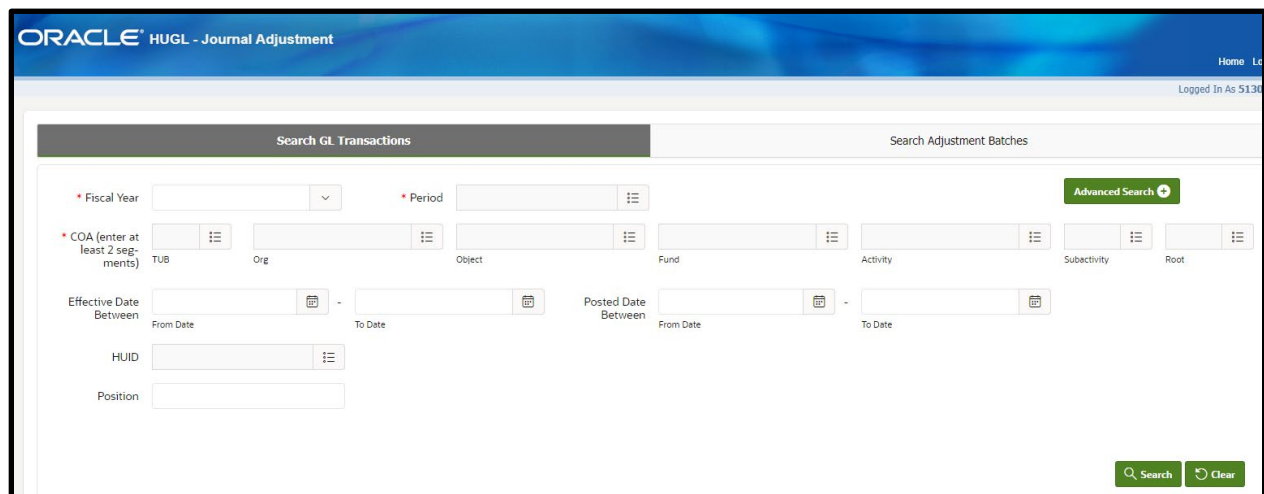 ORACLE® HUGL - Journal Adjustment
Home Lo
Logged In As 5130
Search GL Transactions
Search Adjustment Batches
* Fiscal Year
* Period
Advanced Search
* COA (enter at
least 2 seg-
ments)
TUB
Org
Object
Fund
Activity
Subactivity
Root
Effective Date
Between
-
From Date
To Date
Posted Date
Between
-
From Date
To Date
HUID
Position
Search
Clear